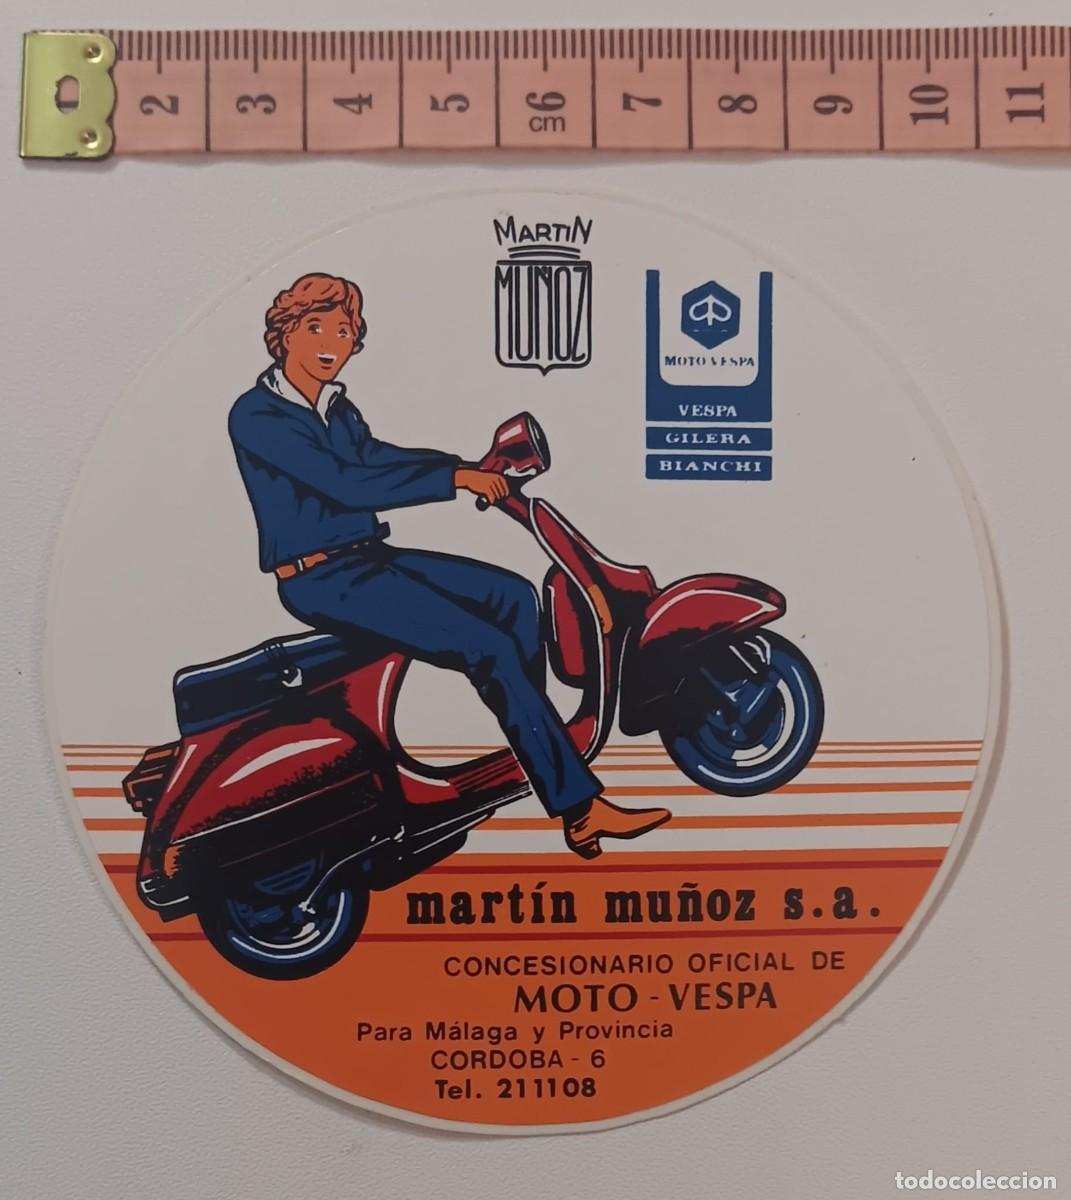 2 3 4 5 6 7 8 9 10 11
cm
MARTIN
MUÑOZ
MOTO VESPA
VESPA
GILERA
BIANCHI
martín muñoz s.a.
CONCESIONARIO OFICIAL DE
MOTO - VESPA
Para Málaga y Provincia
CORDOBA - 6
Tel. 211108
todocoleccion